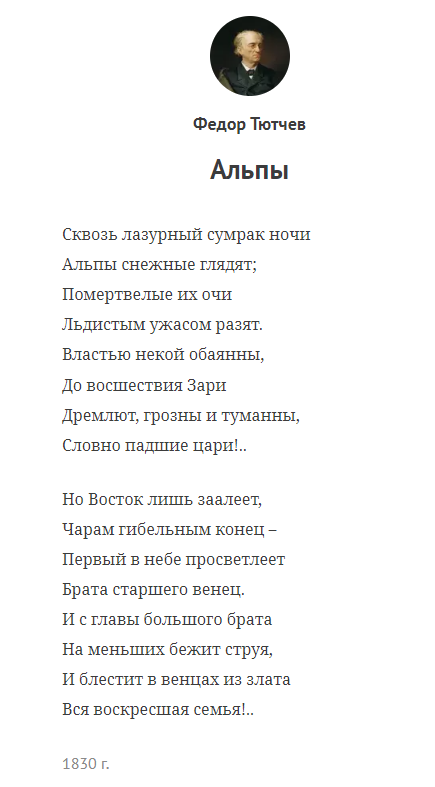 Федор Тютчев
Альпы
Сквозь лазурный сумрак ночи
Альпы снежные глядят;
Помертвелые их очи
Льдистым ужасом разят.
Властью некой обаянны,
До восшествия Зари
Дремлют, грозны и туманны,
Словно падшие цари!..
Но Восток лишь заалеет,
Чарам гибельным конец –
Первый в небе просветлеет
Брата старшего венец.
И с главы большого брата
На меньших бежит струя,
И блестит в венцах из злата
Вся воскресшая семья!..
1830 г.